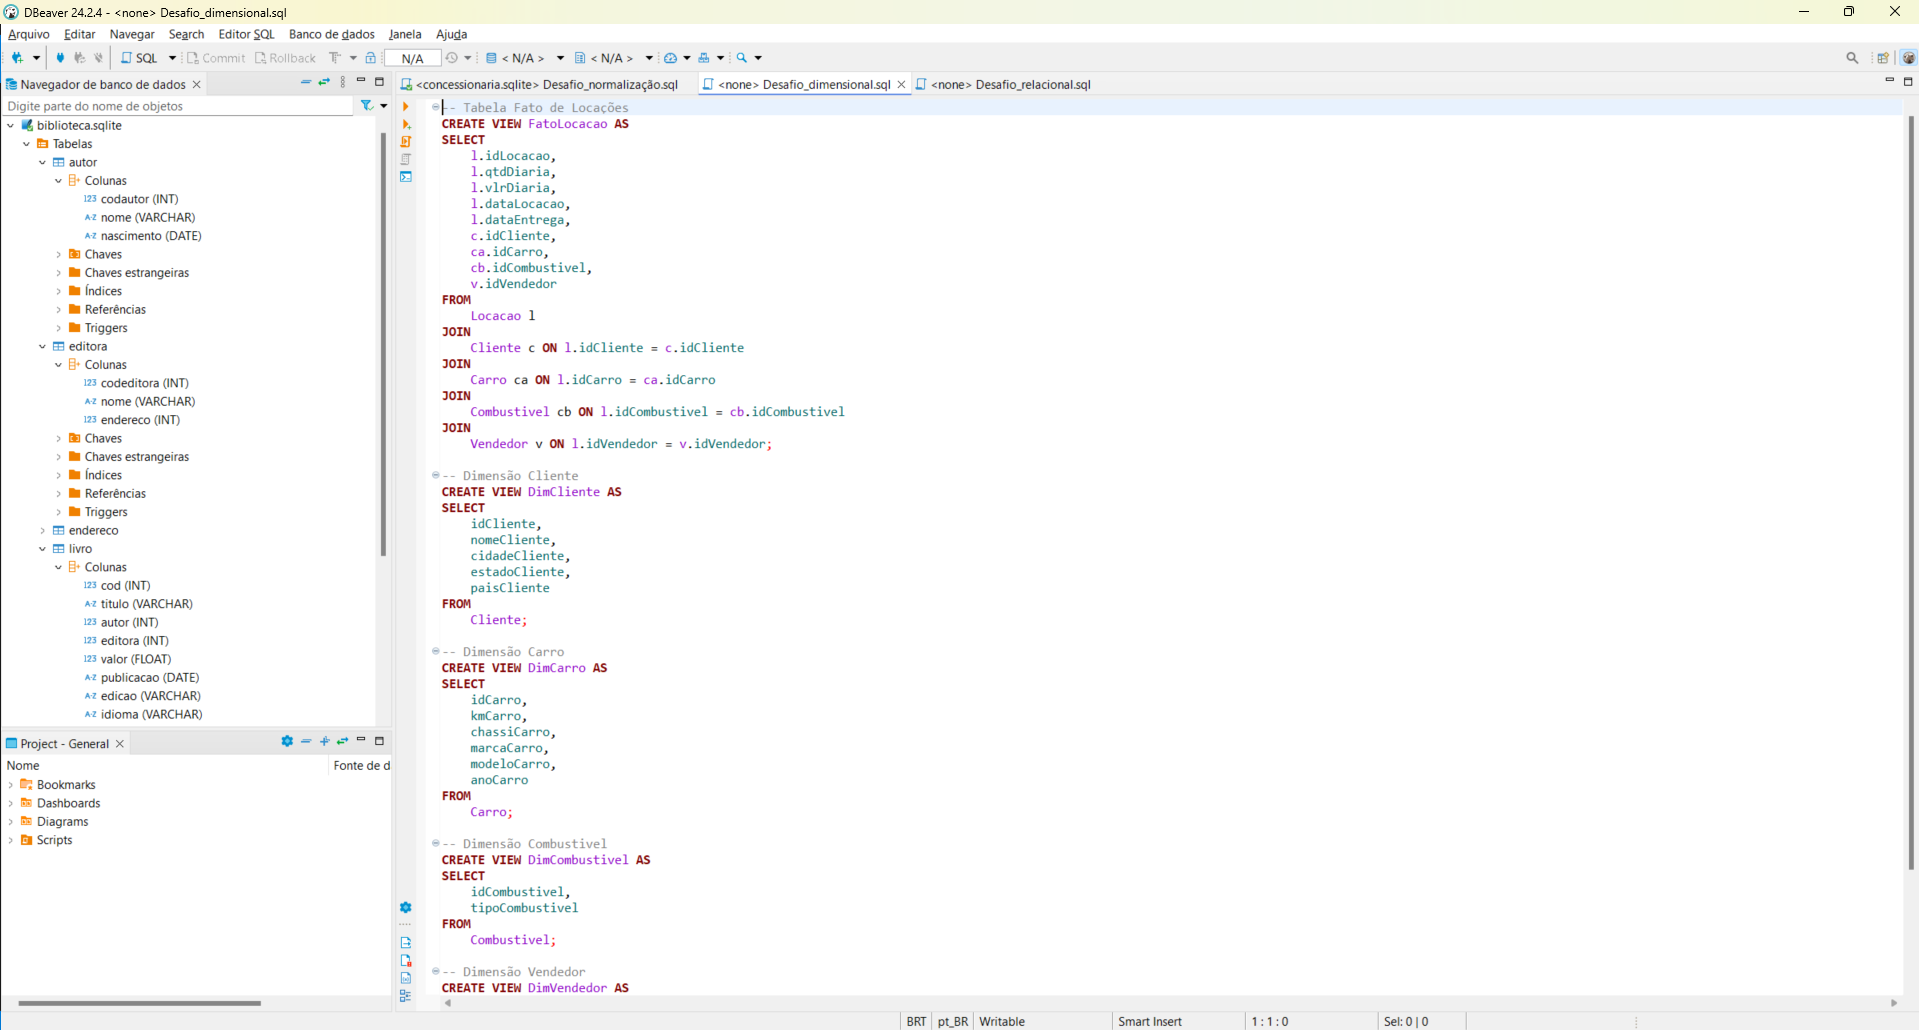 DBeaver 24.2.4 - <none> Desafio_dimensional.sql
Arquivo Editar Navegar Search Editor SQL Banco de dados Janela Ajuda
SQL Commit Rollback N/A < N/A > < N/A >
Navegador de banco de dados
Digite parte do nome de objetos
biblioteca.sqlite
Tabelas
autor
Colunas
123 codautor (INT)
A-Z nome (VARCHAR)
A-Z nascimento (DATE)
Chaves
Chaves estrangeiras
Índices
Referências
Triggers
editora
Colunas
123 codeditora (INT)
A-Z nome (VARCHAR)
123 endereco (INT)
Chaves
Chaves estrangeiras
Índices
Referências
Triggers
endereco
livro
Colunas
123 cod (INT)
A-Z titulo (VARCHAR)
123 autor (INT)
123 editora (INT)
123 valor (FLOAT)
A-Z publicacao (DATE)
A-Z edicao (VARCHAR)
A-Z idioma (VARCHAR)
Project - General
Nome Fonte de d
Bookmarks
Dashboards
Diagrams
Scripts
<concessionaria.sqlite> Desafio_normalização.sql <none> Desafio_dimensional.sql <none> Desafio_relacional.sql
-- Tabela Fato de Locações
CREATE VIEW FatoLocacao AS
SELECT
l.idLocacao,
l.qtdDiaria,
l.vlrDiaria,
l.dataLocacao,
l.dataEntrega,
c.idCliente,
ca.idCarro,
cb.idCombustivel,
v.idVendedor
FROM
Locacao l
JOIN
Cliente c ON l.idCliente = c.idCliente
JOIN
Carro ca ON l.idCarro = ca.idCarro
JOIN
Combustivel cb ON l.idCombustivel = cb.idCombustivel
JOIN
Vendedor v ON l.idVendedor = v.idVendedor;
-- Dimensão Cliente
CREATE VIEW DimCliente AS
SELECT
idCliente,
nomeCliente,
cidadeCliente,
estadoCliente,
paisCliente
FROM
Cliente;
-- Dimensão Carro
CREATE VIEW DimCarro AS
SELECT
idCarro,
kmCarro,
chassiCarro,
marcaCarro,
modeloCarro,
anoCarro
FROM
Carro;
-- Dimensão Combustivel
CREATE VIEW DimCombustivel AS
SELECT
idCombustivel,
tipoCombustivel
FROM
Combustivel;
-- Dimensão Vendedor
CREATE VIEW DimVendedor AS
BRT pt_BR Writable Smart Insert 1 : 1 : 0 Sel: 0 | 0